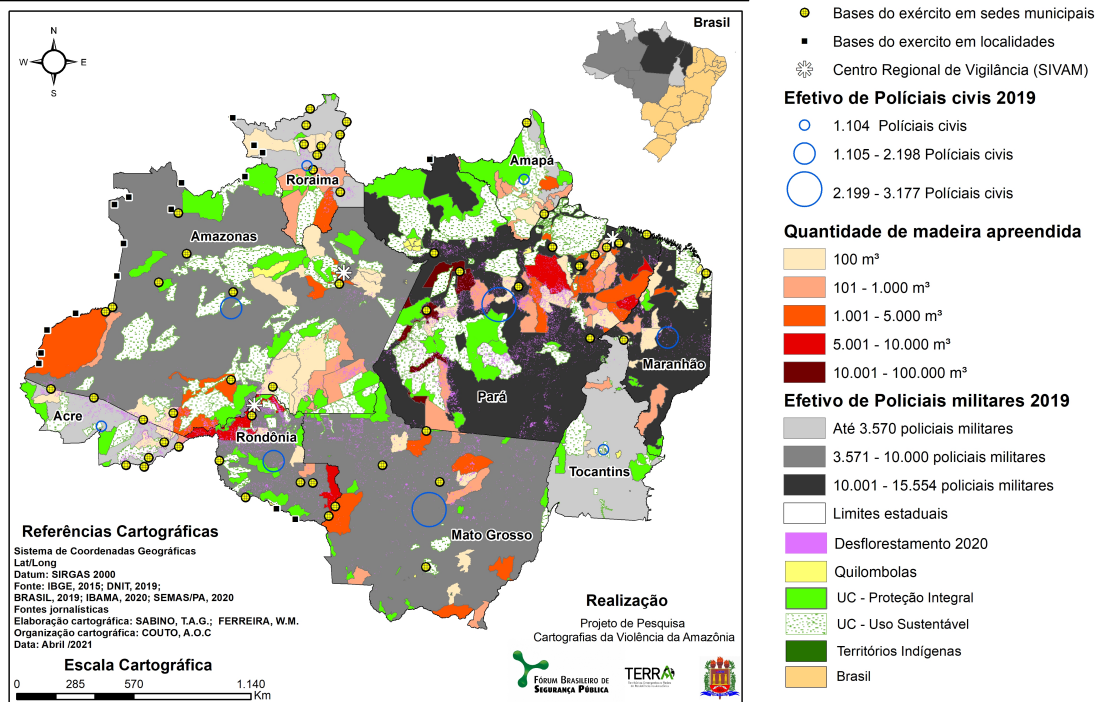 Brasil
N
W
E
S
Roraima
Amapá
Amazonas
Maranhão
Pará
Acre
Rondônia
Tocantins
Mato Grosso
Referências Cartográficas
Sistema de Coordenadas Geográficas
Lat/Long
Datum: SIRGAS 2000
Fonte: IBGE, 2015; DNIT, 2019;
BRASIL, 2019; IBAMA, 2020; SEMAS/PA, 2020
Fontes jornalísticas
Elaboração cartográfica: SABINO, T.A.G.; FERREIRA, W.M.
Organização cartográfica: COUTO, A.O.C
Data: Abril /2021
Escala Cartográfica
0 285 570 1.140
Km
Realização
Projeto de Pesquisa
Cartografias da Violência da Amazônia
FÓRUM BRASILEIRO DE
SEGURANÇA PÚBLICA
TERRA
Bases do exército em sedes municipais
Bases do exercito em localidades
Centro Regional de Vigilância (SIVAM)
Efetivo de Políciais civis 2019
1.104 Políciais civis
1.105 - 2.198 Políciais civis
2.199 - 3.177 Políciais civis
Quantidade de madeira apreendida
100 m³
101 - 1.000 m³
1.001 - 5.000 m³
5.001 - 10.000 m³
10.001 - 100.000 m³
Efetivo de Policiais militares 2019
Até 3.570 policiais militares
3.571 - 10.000 policiais militares
10.001 - 15.554 policiais militares
Limites estaduais
Desflorestamento 2020
Quilombolas
UC - Proteção Integral
UC - Uso Sustentável
Territórios Indígenas
Brasil